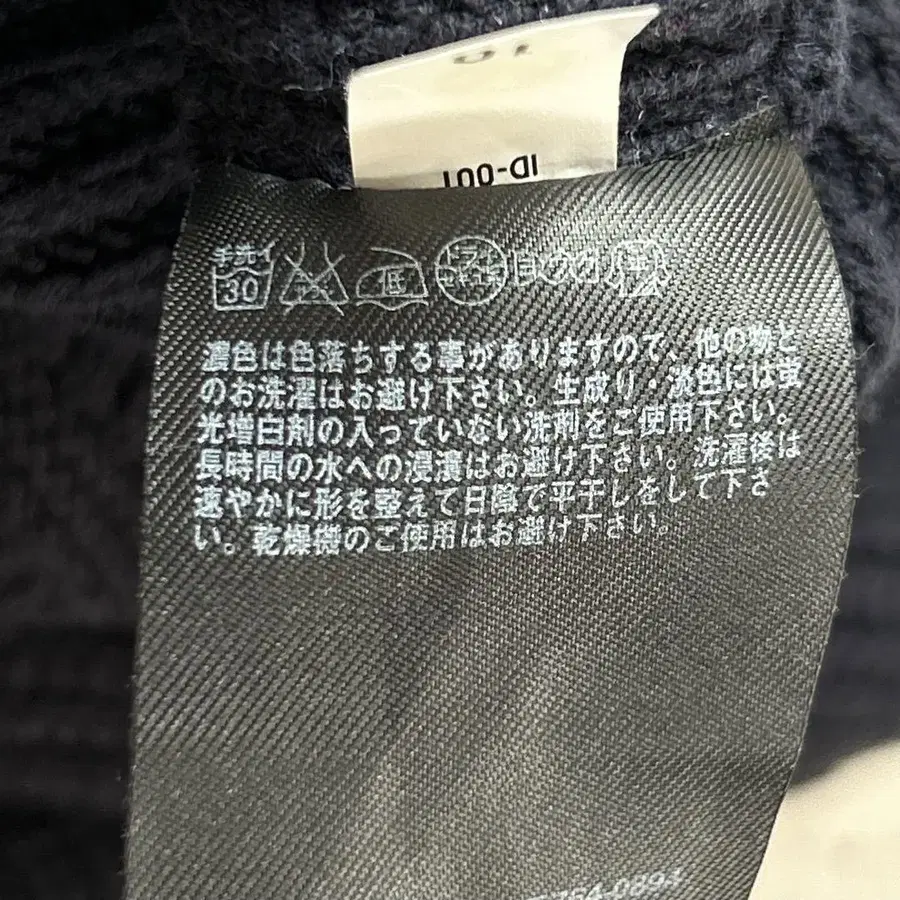 ID-001
手洗イ
30
低
平
濃色は色落ちする事がありますので、他の物と
のお洗濯はお避け下さい。生成り・淡色には蛍
光増白剤の入っていない洗剤をご使用下さい。
長時間の水への浸漬はお避け下さい。洗濯後は
速やかに形を整えて日陰で平干しをして下さ
い。乾燥機のご使用はお避け下さい。
764-0893